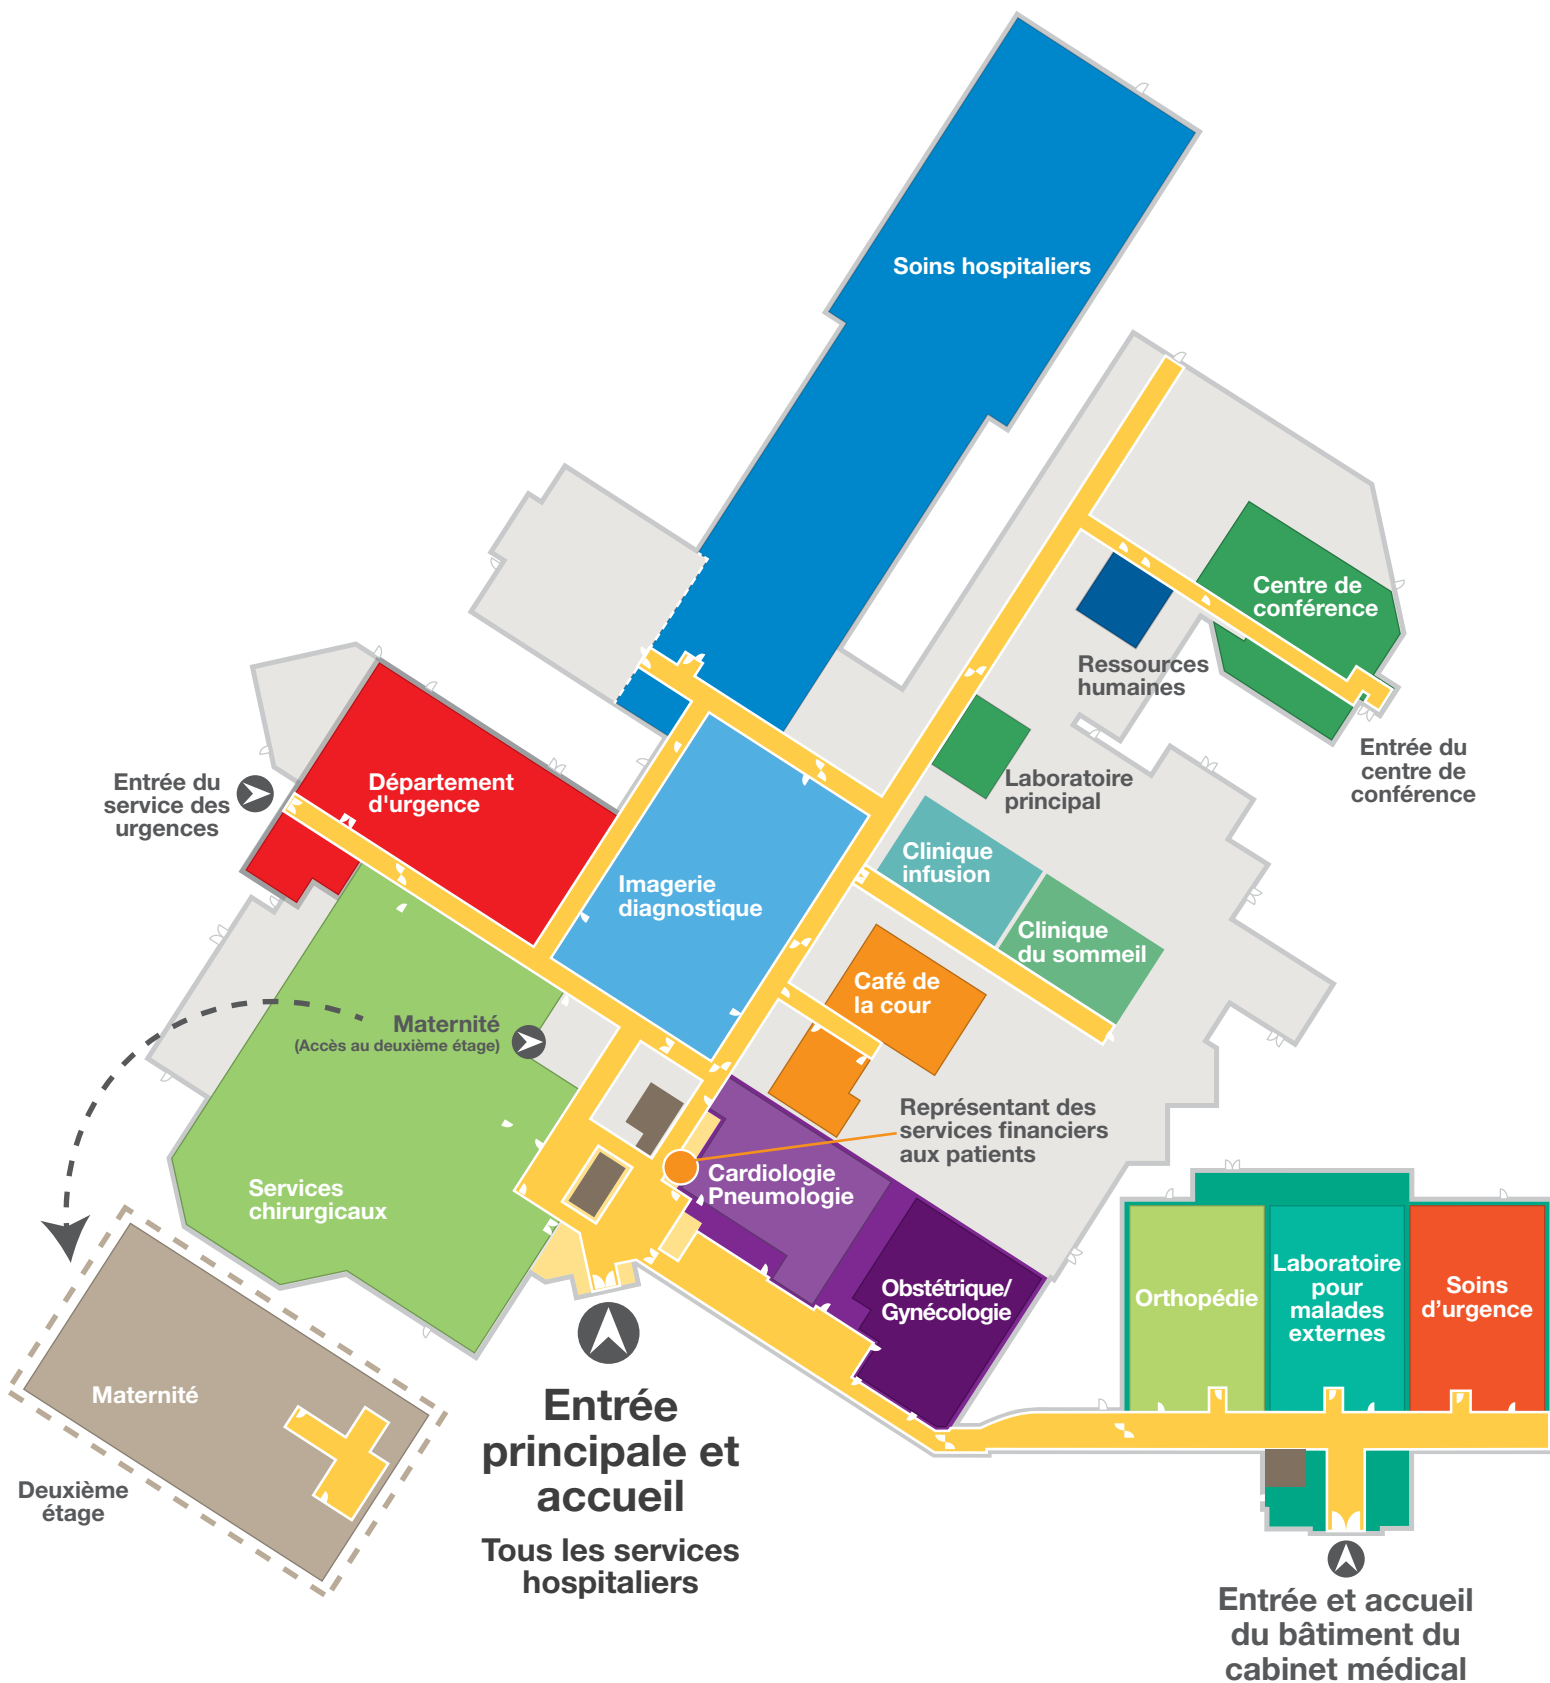 Soins hospitaliers
Centre de
conférence
Ressources
humaines
Entrée du
centre de
conférence
Laboratoire
principal
Entrée du
service des
urgences
Département
d'urgence
Clinique
infusion
Imagerie
diagnostique
Clinique
du sommeil
Café de
la cour
Maternité
(Accès au deuxième étage)
Représentant des
services financiers
aux patients
Cardiologie
Pneumologie
Services
chirurgicaux
Obstétrique/
Gynécologie
Orthopédie
Laboratoire
pour
malades
externes
Soins
d’urgence
Maternité
Deuxième
étage
Entrée
principale et
accueil
Tous les services
hospitaliers
Entrée et accueil
du bâtiment du
cabinet médical